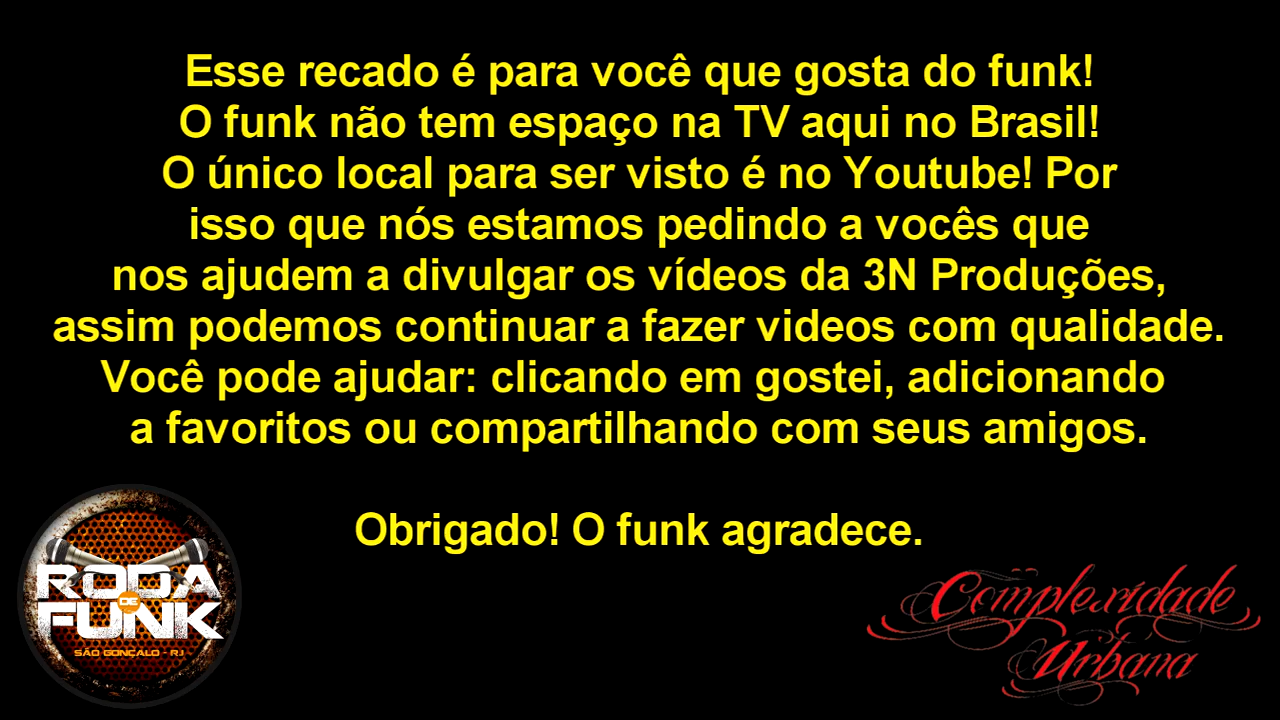 Esse recado é para você que gosta do funk!
O funk não tem espaço na TV aqui no Brasil!
O único local para ser visto é no Youtube! Por
isso que nós estamos pedindo a vocês que
nos ajudem a divulgar os vídeos da 3N Produções,
assim podemos continuar a fazer videos com qualidade.
Você pode ajudar: clicando em gostei, adicionando
a favoritos ou compartilhando com seus amigos.
Obrigado! O funk agradece.
RODA
DE
FUNK
SÃO GONÇALO - RJ
Complexidade
Urbana